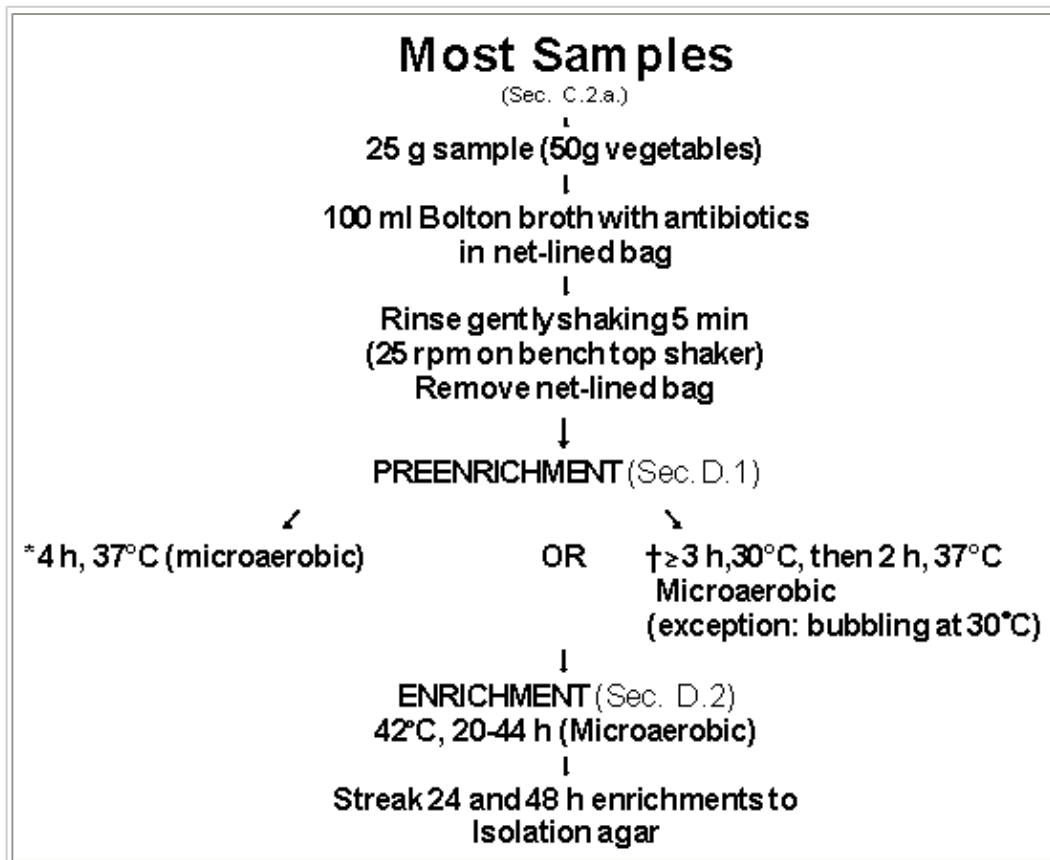 Most Samples
(Sec. C.2.a.)
25 g sample (50g vegetables)
100 ml Bolton broth with antibiotics
in net-lined bag
Rinse gently shaking 5 min
(25 rpm on bench top shaker)
Remove net-lined bag
PREENRICHMENT (Sec. D.1)
*4 h, 37°C (microaerobic)
OR
†≥3 h,30°C, then 2 h, 37°C
Microaerobic
(exception: bubbling at 30°C)
ENRICHMENT (Sec. D.2)
42°C, 20-44 h (Microaerobic)
Streak 24 and 48 h enrichments to
Isolation agar